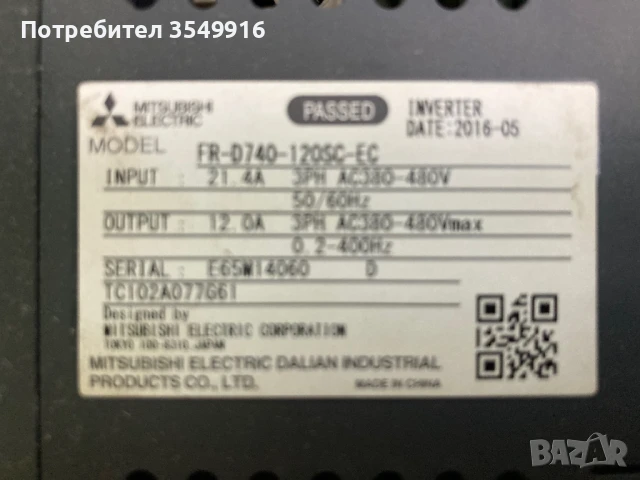 Потребител 3549916
MITSUBISHI ELECTRIC
PASSED
INVERTER
DATE:2016-05
MODEL FR-D740-120SC-EC
INPUT : 21.4A 3PH AC380-480V
50/60Hz
OUTPUT : 12.0A 3PH AC380-480Vmax
0.2-400Hz
SERIAL : E65W14060 D
TC102A077G61
Designed by
MITSUBISHI ELECTRIC CORPORATION
TOKYO 100-8310, JAPAN
MITSUBISHI ELECTRIC DALIAN INDUSTRIAL
PRODUCTS CO., LTD.
MADE IN CHINA
BAZAR